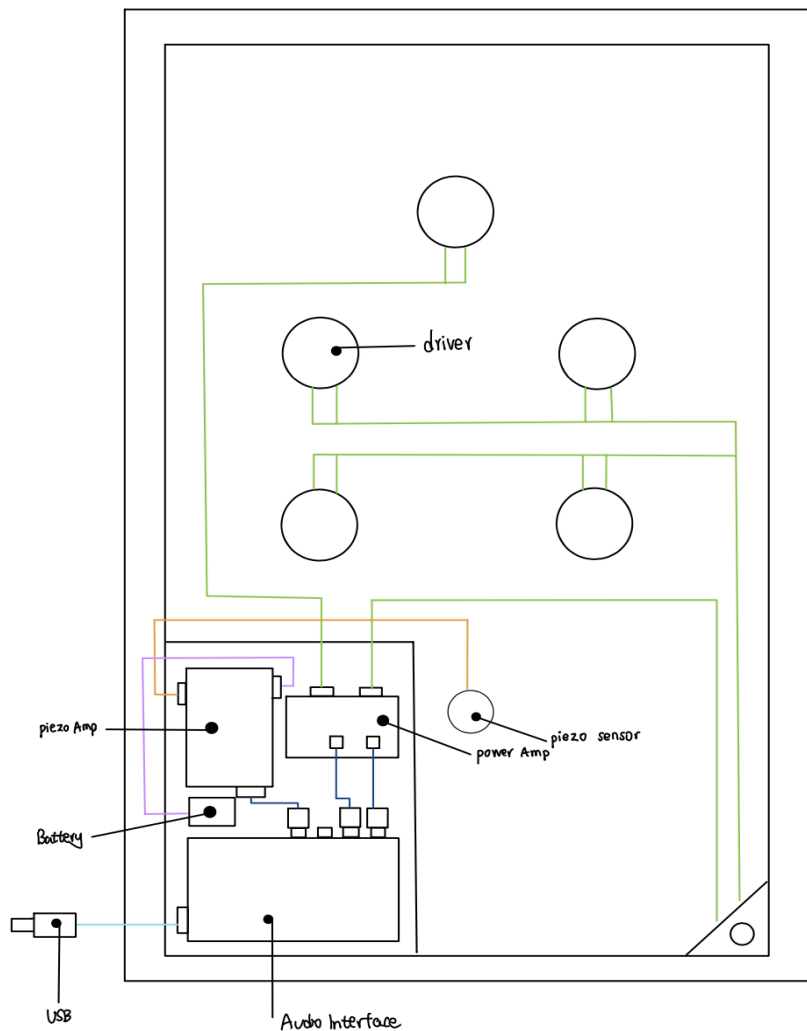 driver
piezo Amp
power Amp
piezo sensor
Battery
USB
Audio Interface